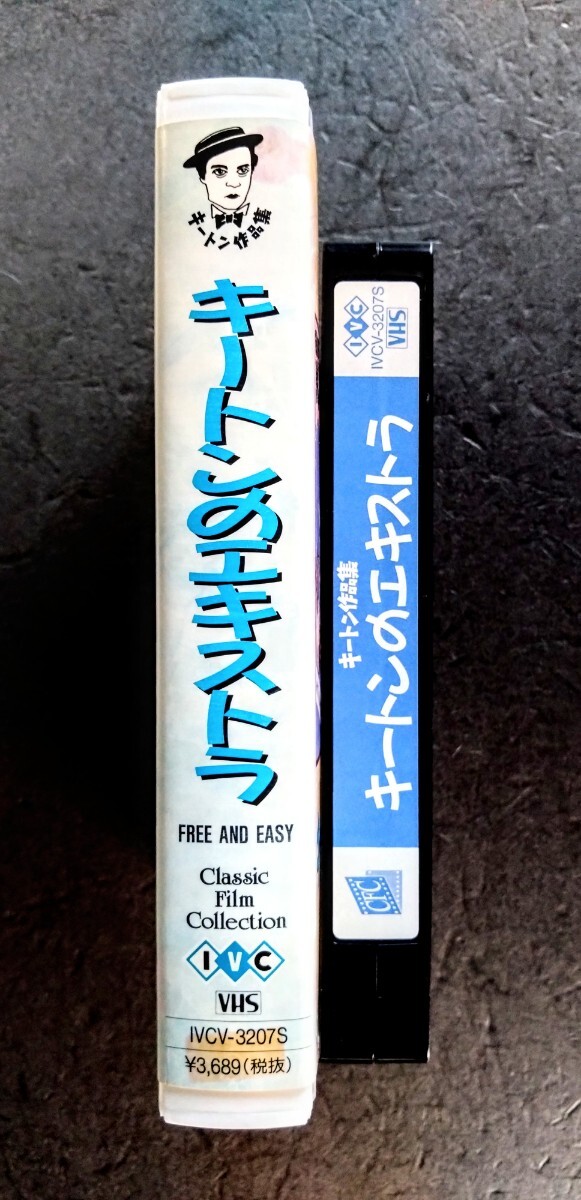 キートン作品集
キートンのエキストラ
FREE AND EASY
Classic
Film
Collection
IVC
VHS
IVCV-3207S
¥3,689(税抜)
IVC
IVCV-3207S
VHS
キートン作品集
キートンのエキストラ
CFC